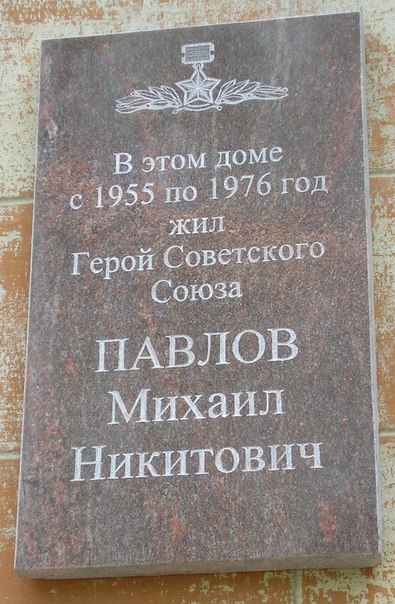 В этом доме
с 1955 по 1976 год
жил
Герой Советского
Союза
ПАВЛОВ
Михаил
Никитович